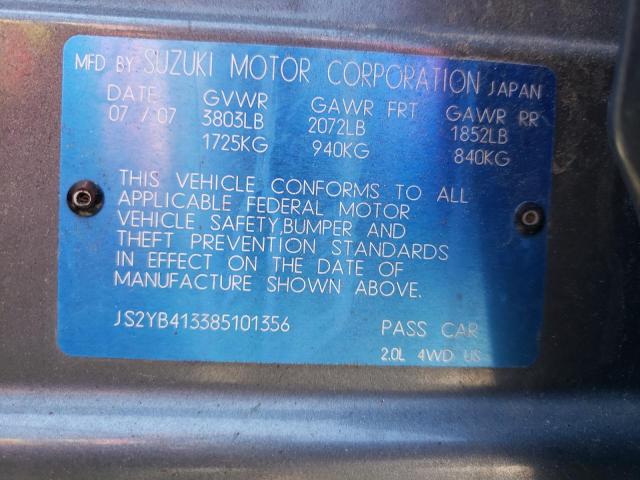 MFD BY SUZUKI MOTOR CORPORATION JAPAN
DATE GVWR GAWR FRT GAWR RR
07 / 07 3803LB 2072LB 1852LB
1725KG 940KG 840KG
THIS VEHICLE CONFORMS TO ALL
APPLICABLE FEDERAL MOTOR
VEHICLE SAFETY,BUMPER AND
THEFT PREVENTION STANDARDS
IN EFFECT ON THE DATE OF
MANUFACTURE SHOWN ABOVE.
JS2YB413385101356 PASS CAR
2.0L 4WD US